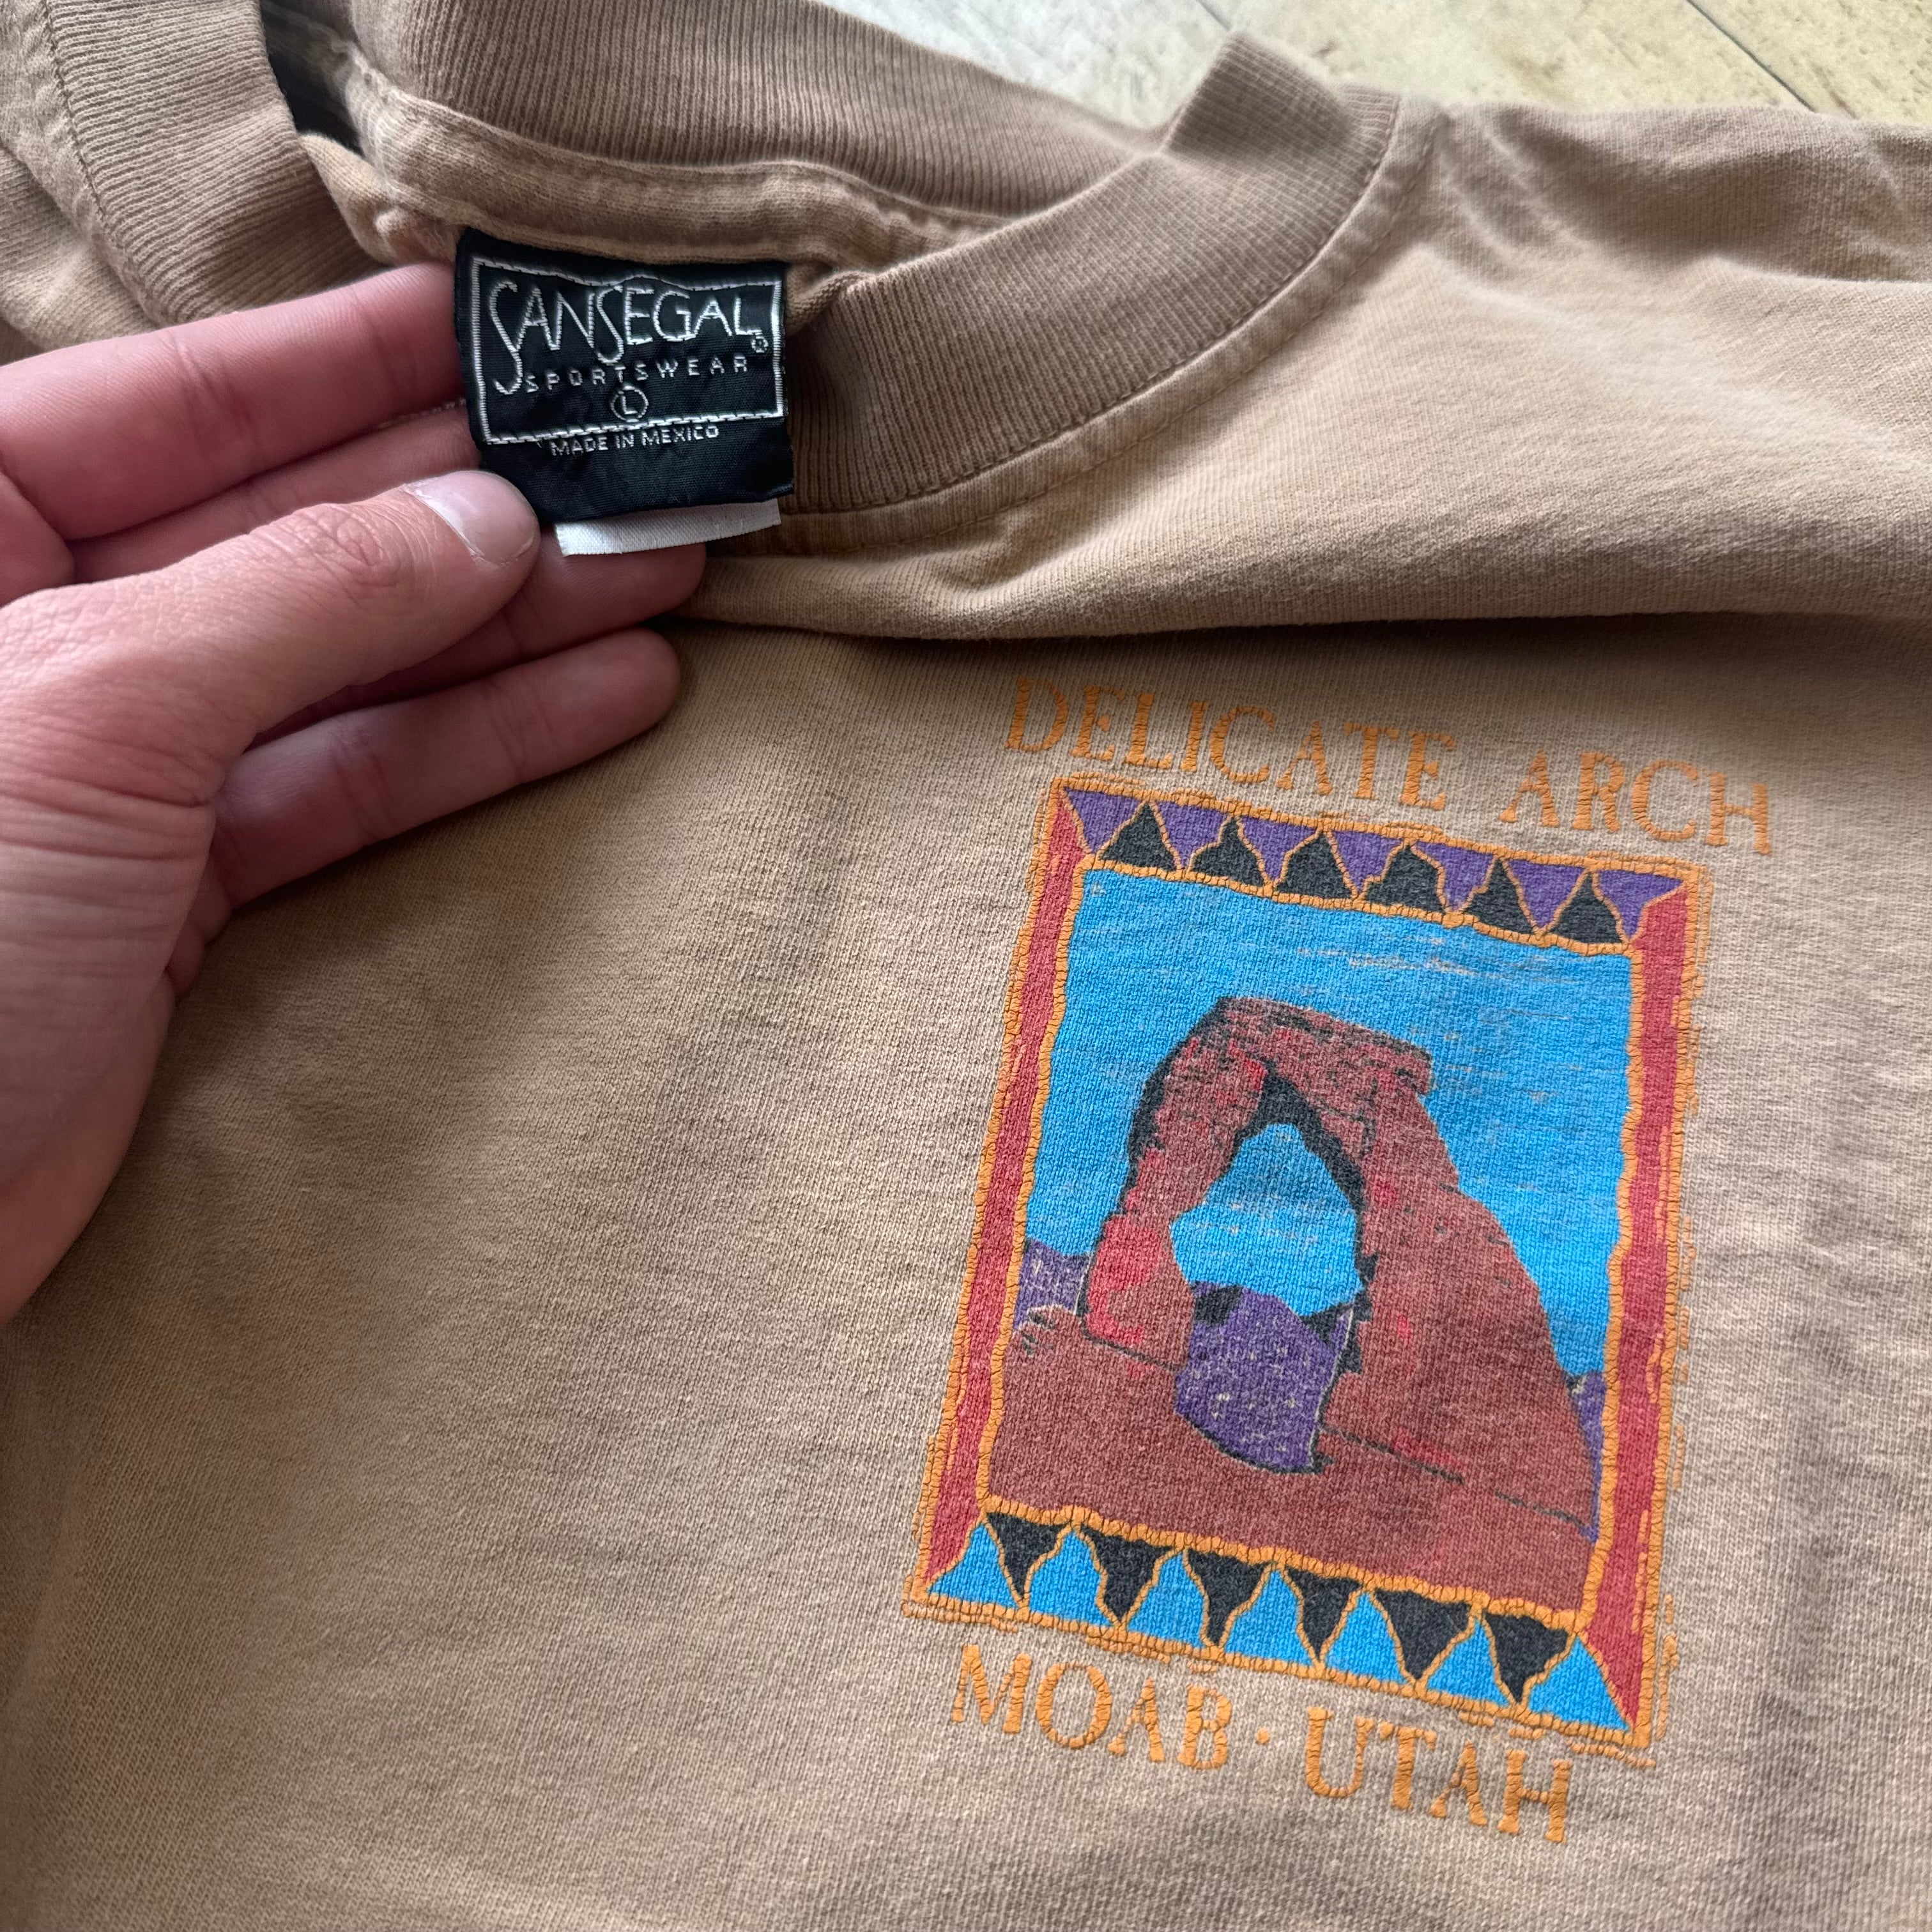 SANSEGAL®
SPORTSWEAR
L
MADE IN MEXICO
DELICATE ARCH
MOAB · UTAH